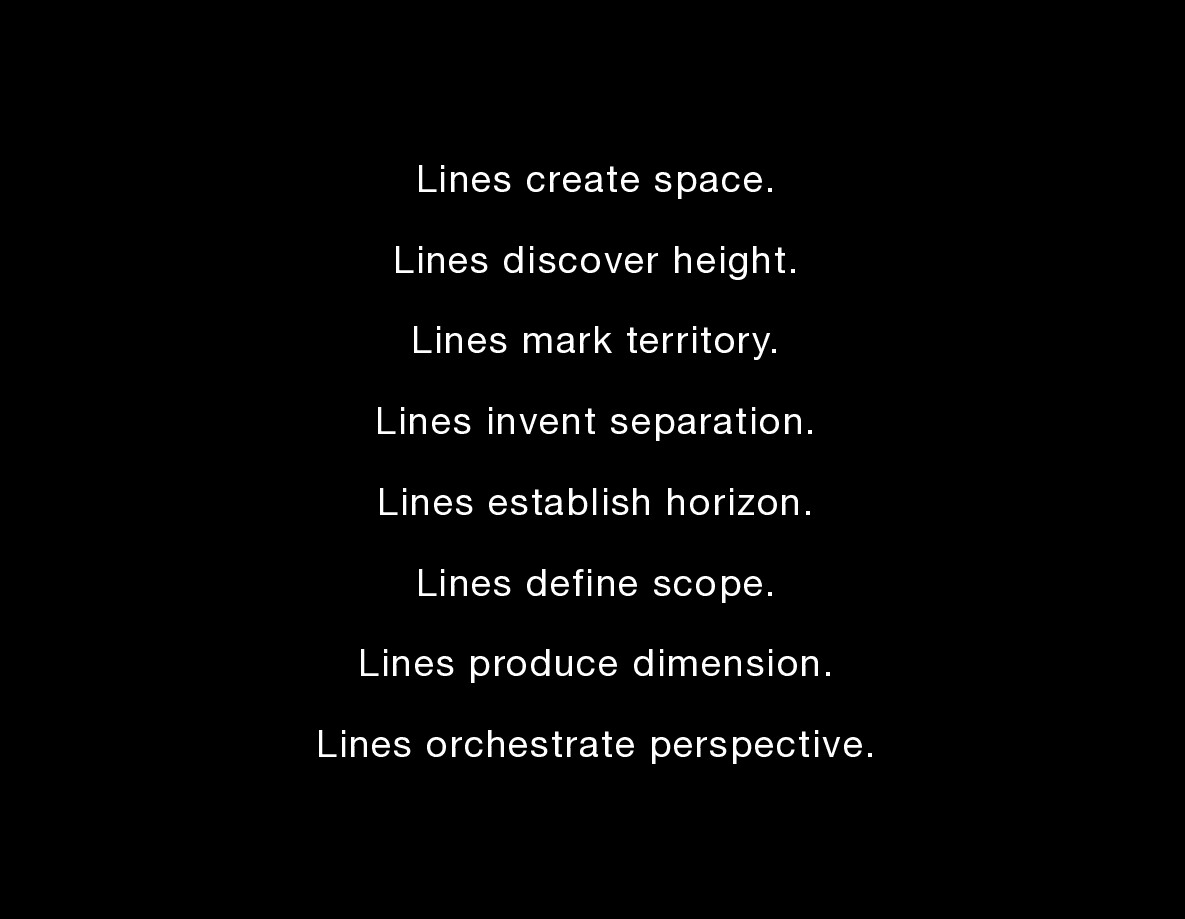 Lines create space.
Lines discover height.
Lines mark territory.
Lines invent separation.
Lines establish horizon.
Lines define scope.
Lines produce dimension.
Lines orchestrate perspective.